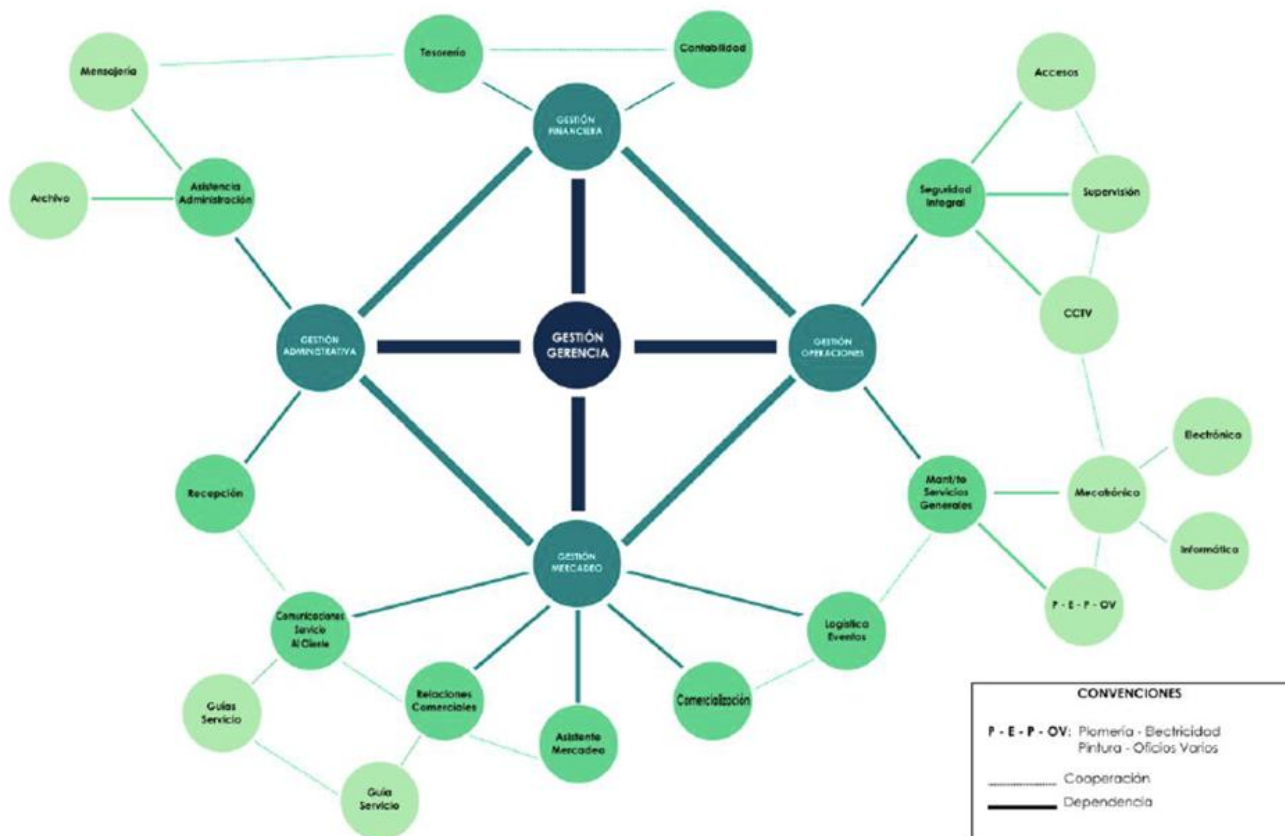 Tesorería
Contabilidad
Mensajería
Accesos
GESTIÓN
FINANCIERA
Archivo
Asistencia
Administración
Seguridad
Integral
Supervisión
CCTV
GESTIÓN
ADMINISTRATIVA
GESTIÓN
GERENCIA
GESTIÓN
OPERACIONES
Electrónica
Recepción
Mant/to
Servicios
Generales
Mecatrónica
Informática
GESTIÓN
MERCADEO
P - E - P - OV
Comunicaciones
Servicio
Al Cliente
Logística
Eventos
Relaciones
Comerciales
Comercialización
Guías
Servicio
Asistente
Mercadeo
Guía
Servicio
CONVENCIONES
P - E - P - OV: Plomería - Electricidad
Pintura - Oficios Varios
Cooperación
Dependencia